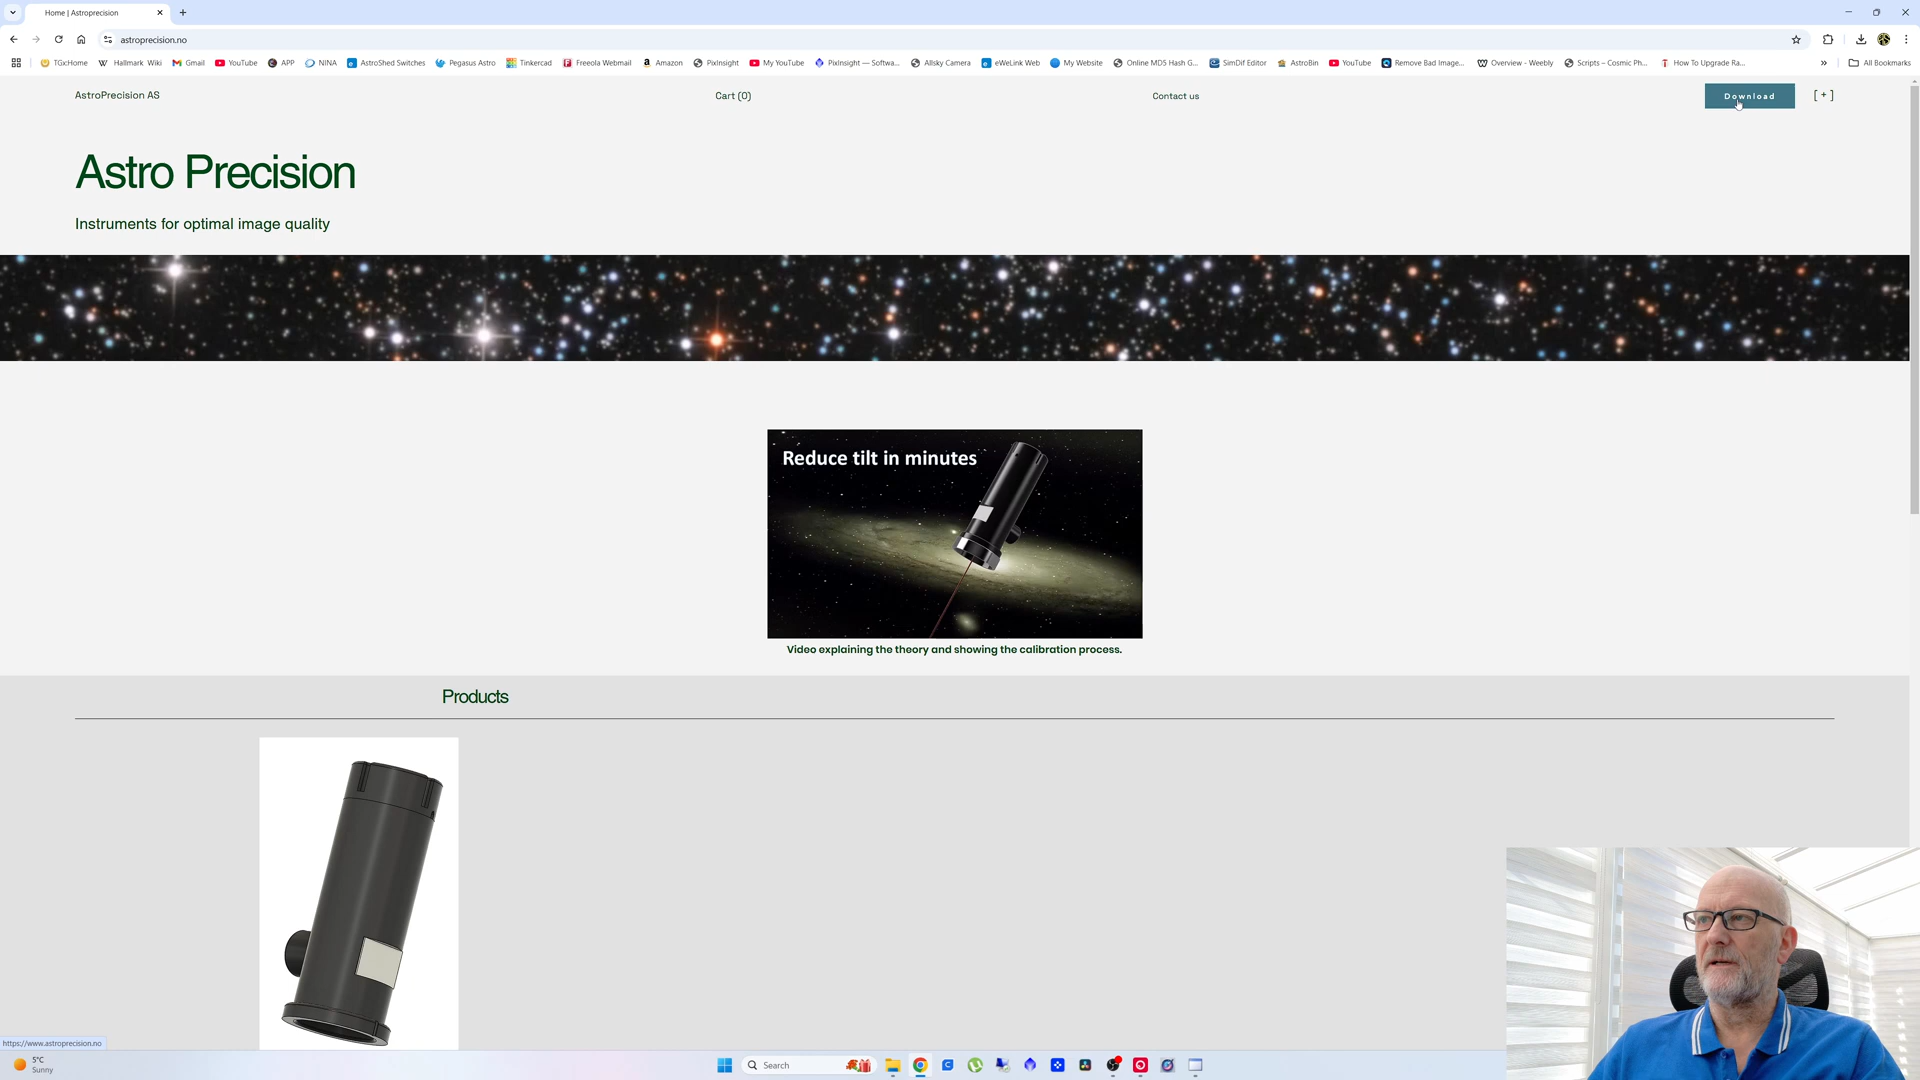 Home | Astroprecision
astroprecision.no
TGx:Home
Hallmark Wiki
Gmail
YouTube
APP
NINA
AstroShed Switches
Pegasus Astro
Tinkercad
Freeola Webmail
Amazon
PixInsight
My YouTube
PixInsight — Softwa...
Allsky Camera
eWeLink Web
My Website
Online MD5 Hash G...
SimDif Editor
AstroBin
YouTube
Remove Bad Image...
Overview - Weebly
Scripts – Cosmic Ph...
How To Upgrade Ra...
»
All Bookmarks
AstroPrecision AS
Cart (0)
Contact us
Download
[ + ]
Astro Precision
Instruments for optimal image quality
Reduce tilt in minutes
Video explaining the theory and showing the calibration process.
Products
https://www.astroprecision.no
5°C
Sunny
Search